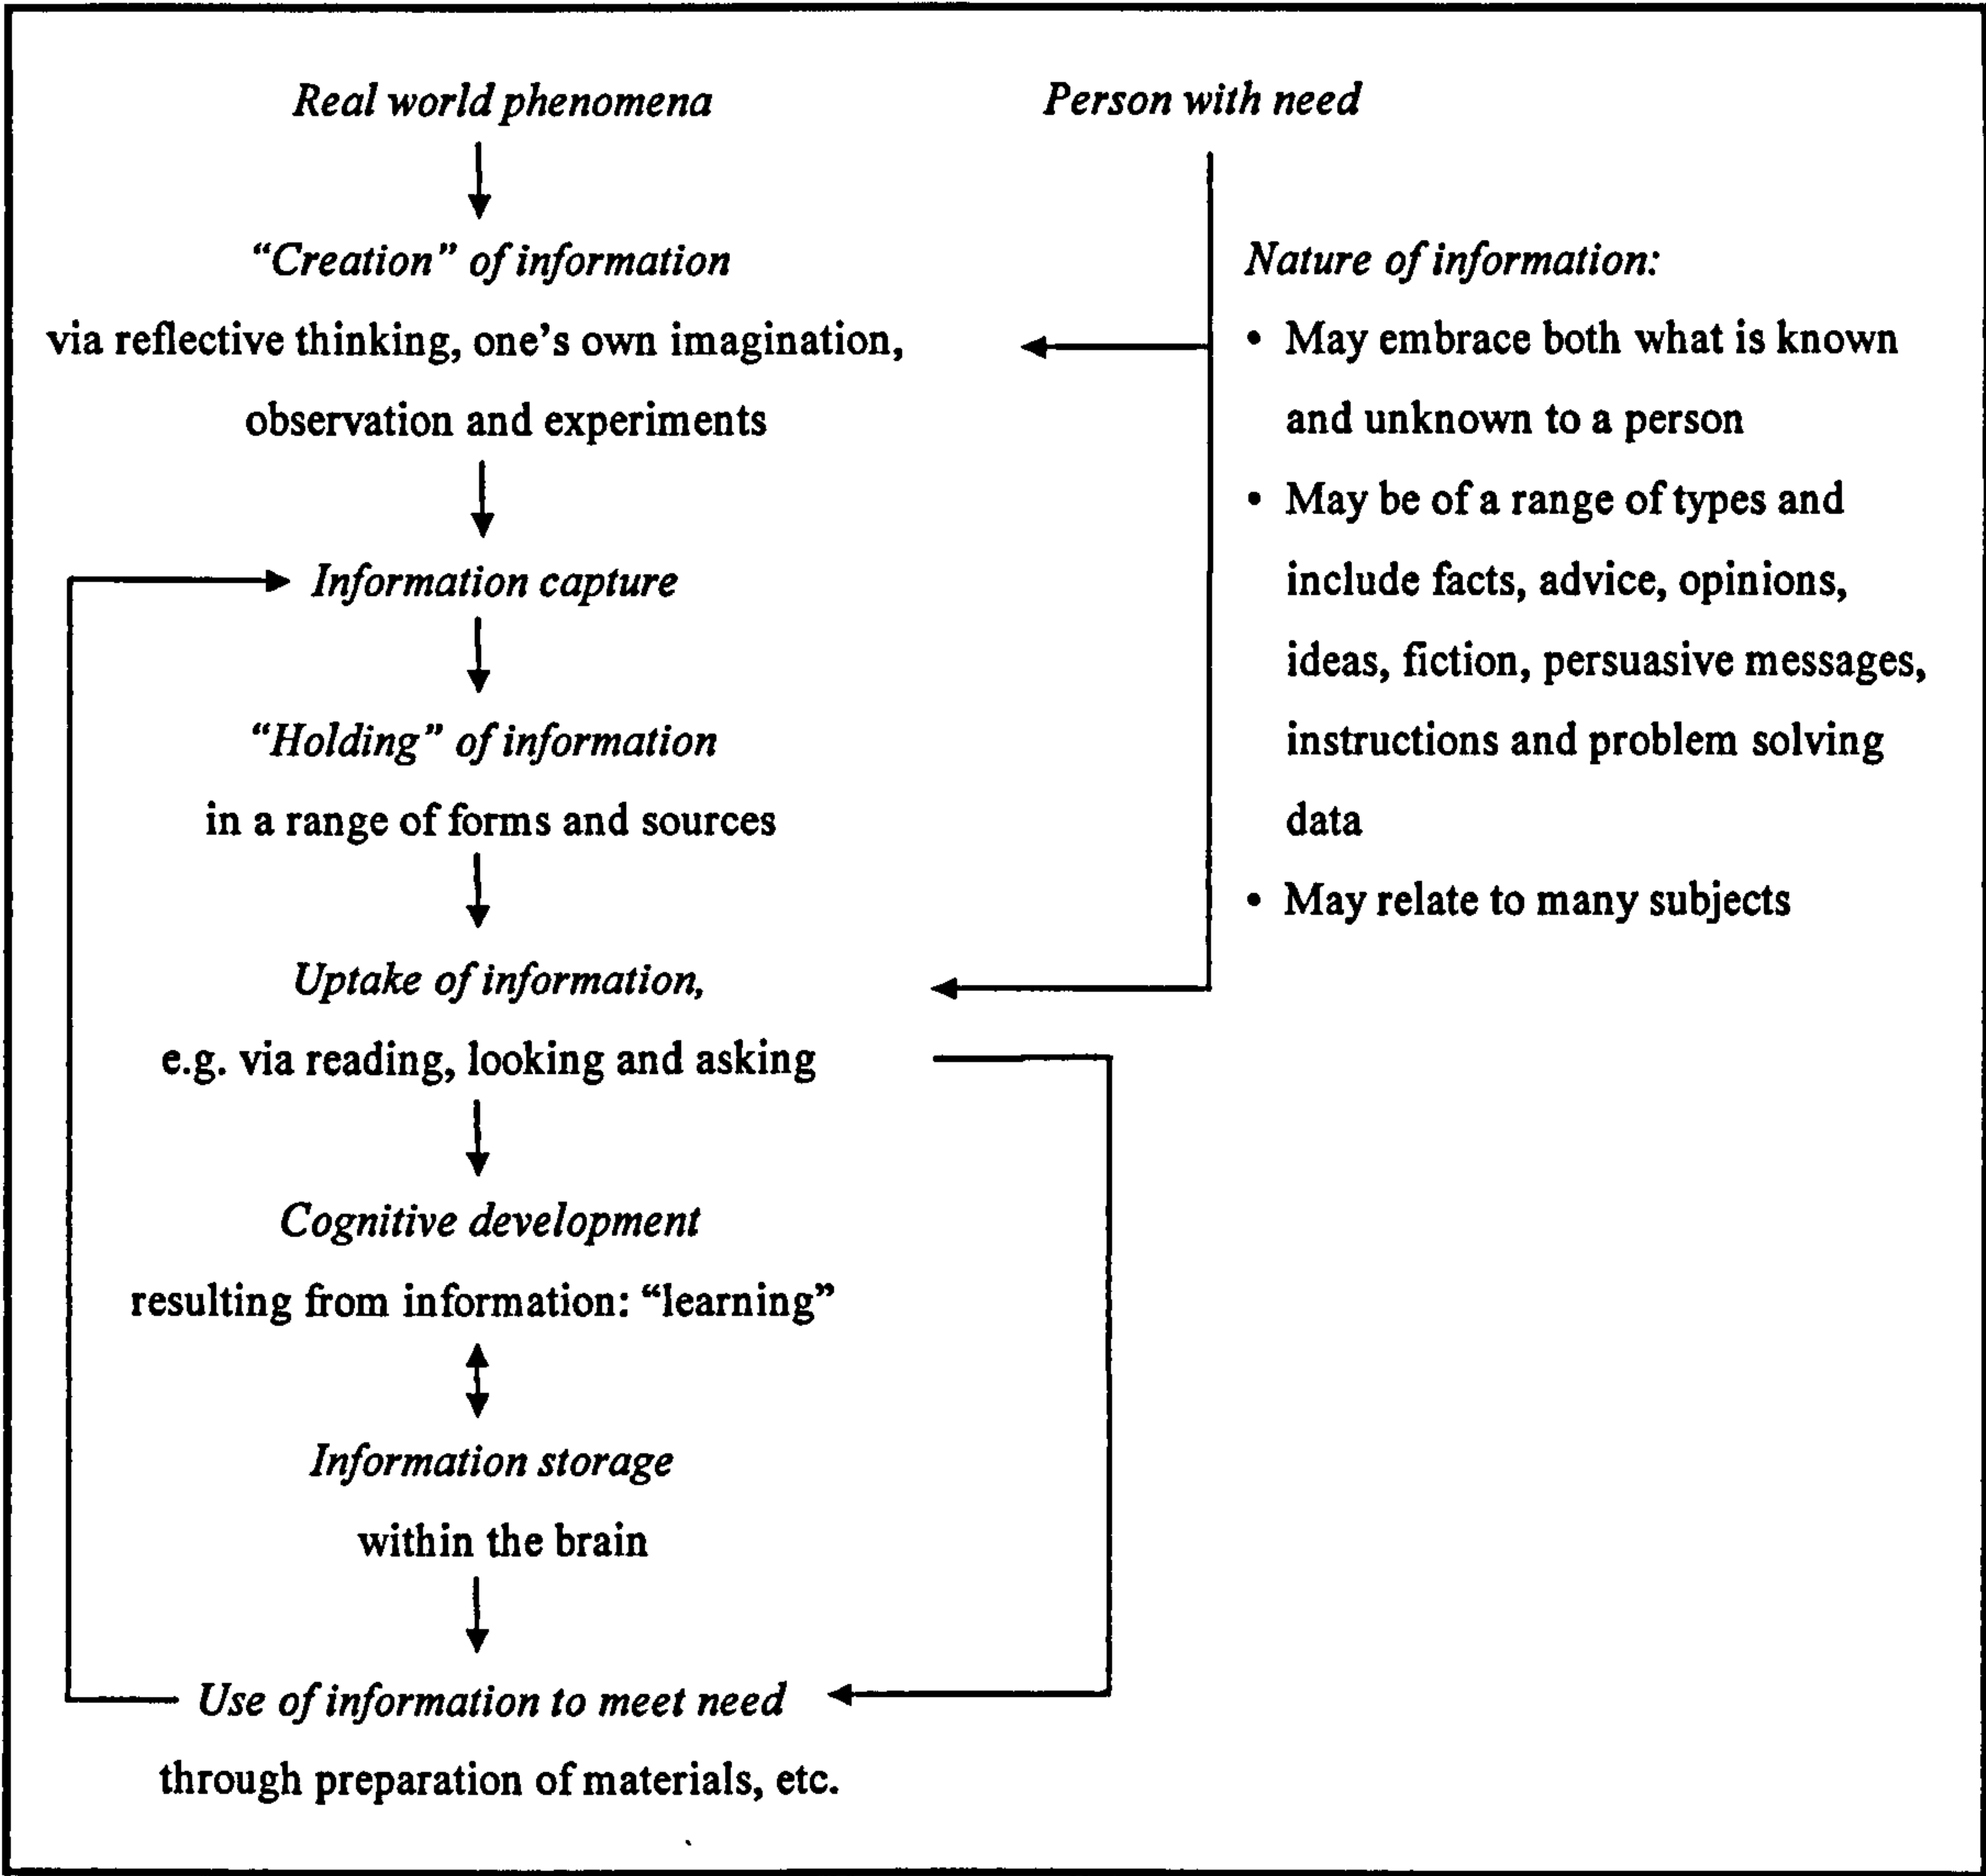 Real world phenomena
Person with need
“Creation” of information
via reflective thinking, one’s own imagination,
observation and experiments
Information capture
“Holding” of information
in a range of forms and sources
Uptake of information,
e.g. via reading, looking and asking
Cognitive development
resulting from information: “learning”
Information storage
within the brain
Use of information to meet need
through preparation of materials, etc.
Nature of information:
• May embrace both what is known
and unknown to a person
• May be of a range of types and
include facts, advice, opinions,
ideas, fiction, persuasive messages,
instructions and problem solving
data
• May relate to many subjects